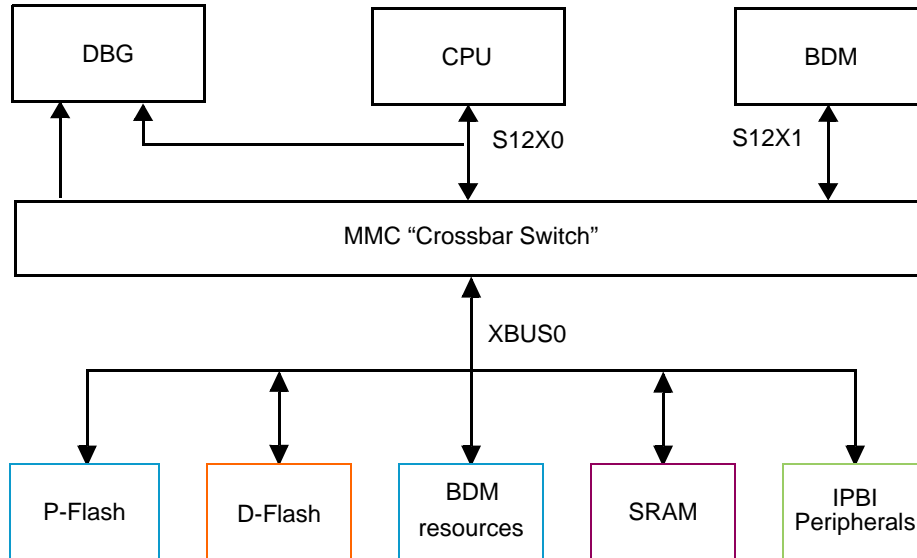 DBG
CPU
BDM
S12X0
S12X1
MMC “Crossbar Switch”
XBUS0
P-Flash
D-Flash
BDM
resources
SRAM
IPBI
Peripherals